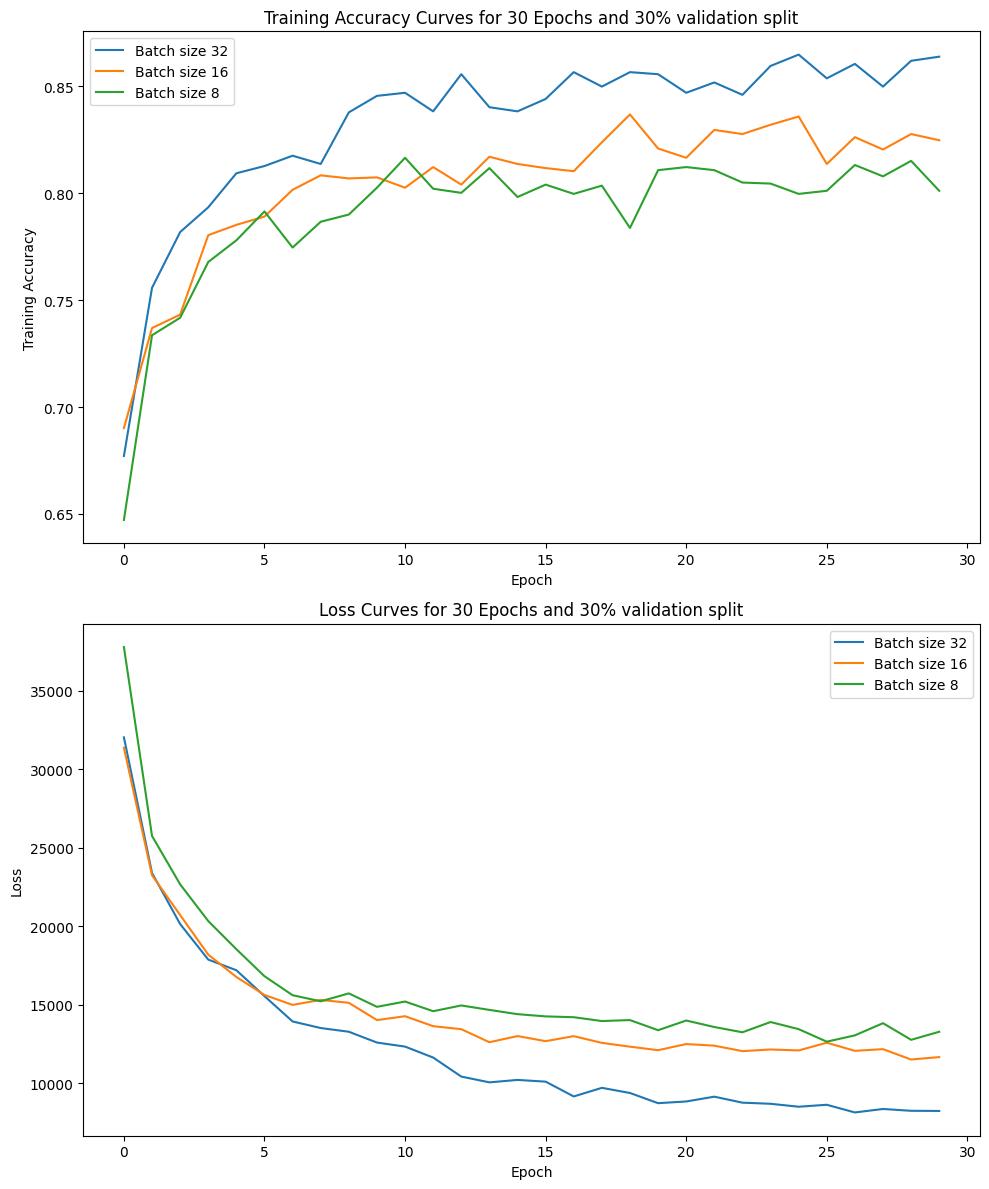 Training Accuracy Curves for 30 Epochs and 30% validation split
Batch size 32
Batch size 16
Batch size 8
0.85
0.80
0.75
0.70
0.65
Training Accuracy
0 5 10 15 20 25 30
Epoch
Loss Curves for 30 Epochs and 30% validation split
Batch size 32
Batch size 16
Batch size 8
35000
30000
25000
20000
15000
10000
Loss
0 5 10 15 20 25 30
Epoch